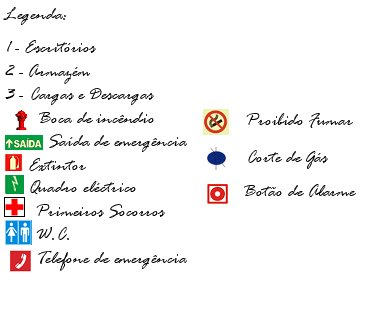 Legenda:
1 - Escritórios
2 - Armazém
3 - Cargas e Descargas
Boca de incêndio
SAÍDA Saída de emergência
Extintor
Quadro eléctrico
Primeiros Socorros
W.C.
Telefone de emergência
Proibido Fumar
Corte de Gás
Botão de Alarme